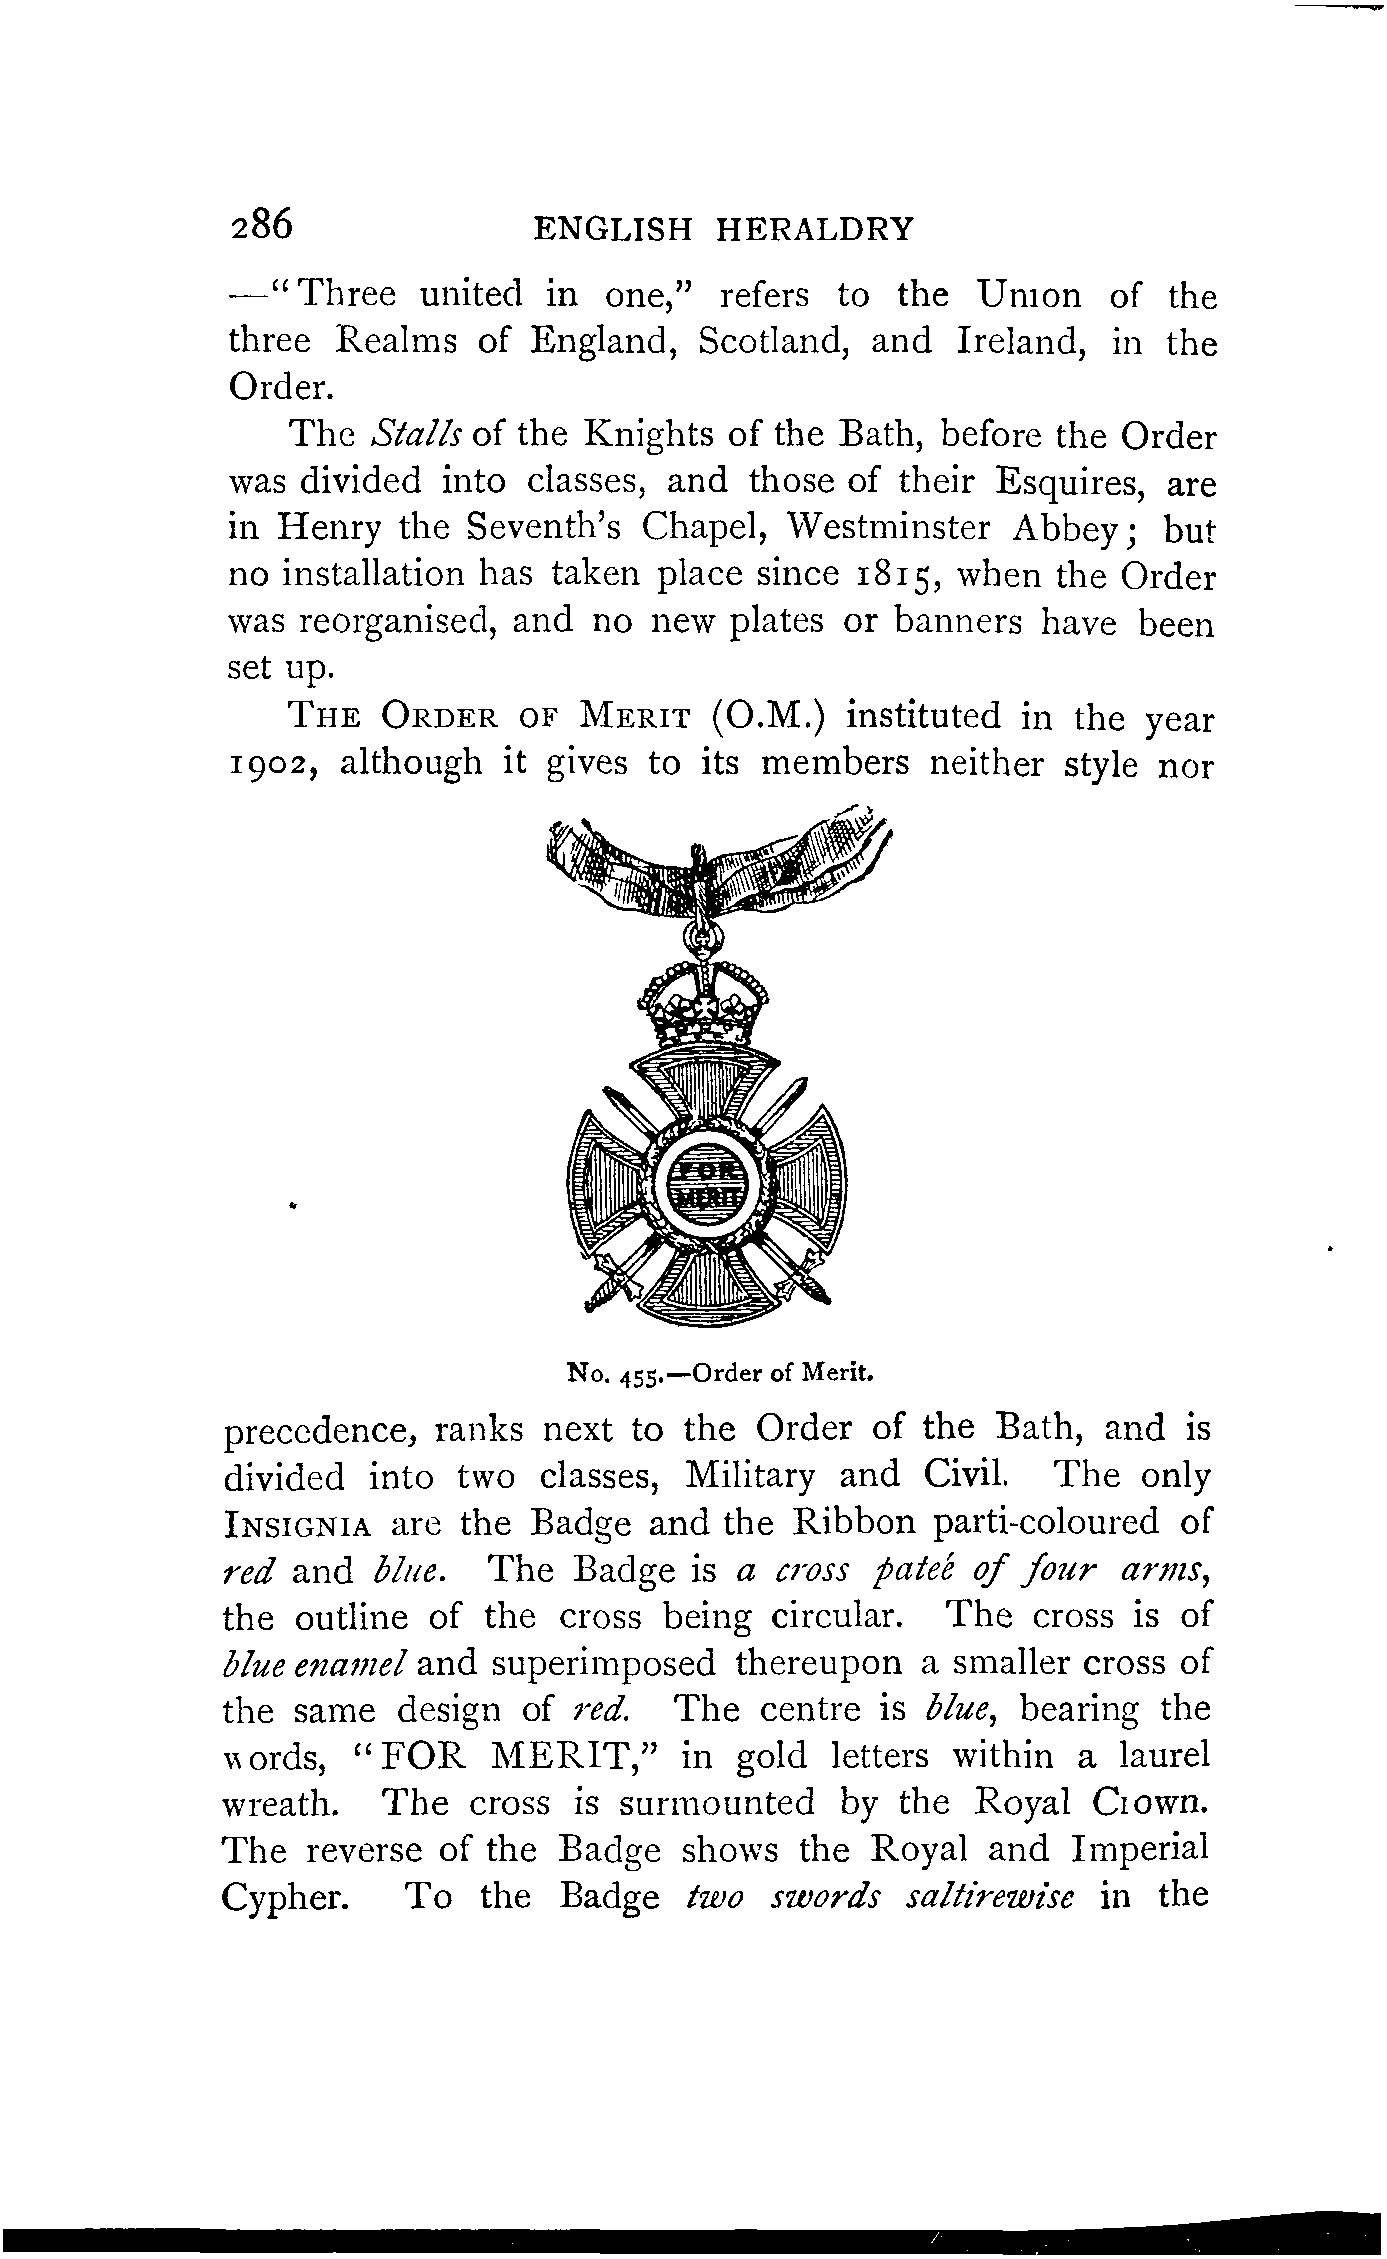 286 ENGLISH HERALDRY
—“Three united in one,” refers to the Union of the
three Realms of England, Scotland, and Ireland, in the
Order.
The Stalls of the Knights of the Bath, before the Order
was divided into classes, and those of their Esquires, are
in Henry the Seventh’s Chapel, Westminster Abbey; but
no installation has taken place since 1815, when the Order
was reorganised, and no new plates or banners have been
set up.
THE ORDER OF MERIT (O.M.) instituted in the year
1902, although it gives to its members neither style nor
FOR
MERIT
No. 455.—Order of Merit.
precedence, ranks next to the Order of the Bath, and is
divided into two classes, Military and Civil. The only
INSIGNIA are the Badge and the Ribbon parti-coloured of
red and blue. The Badge is a cross pateé of four arms,
the outline of the cross being circular. The cross is of
blue enamel and superimposed thereupon a smaller cross of
the same design of red. The centre is blue, bearing the
words, “FOR MERIT,” in gold letters within a laurel
wreath. The cross is surmounted by the Royal Crown.
The reverse of the Badge shows the Royal and Imperial
Cypher. To the Badge two swords saltirewise in the